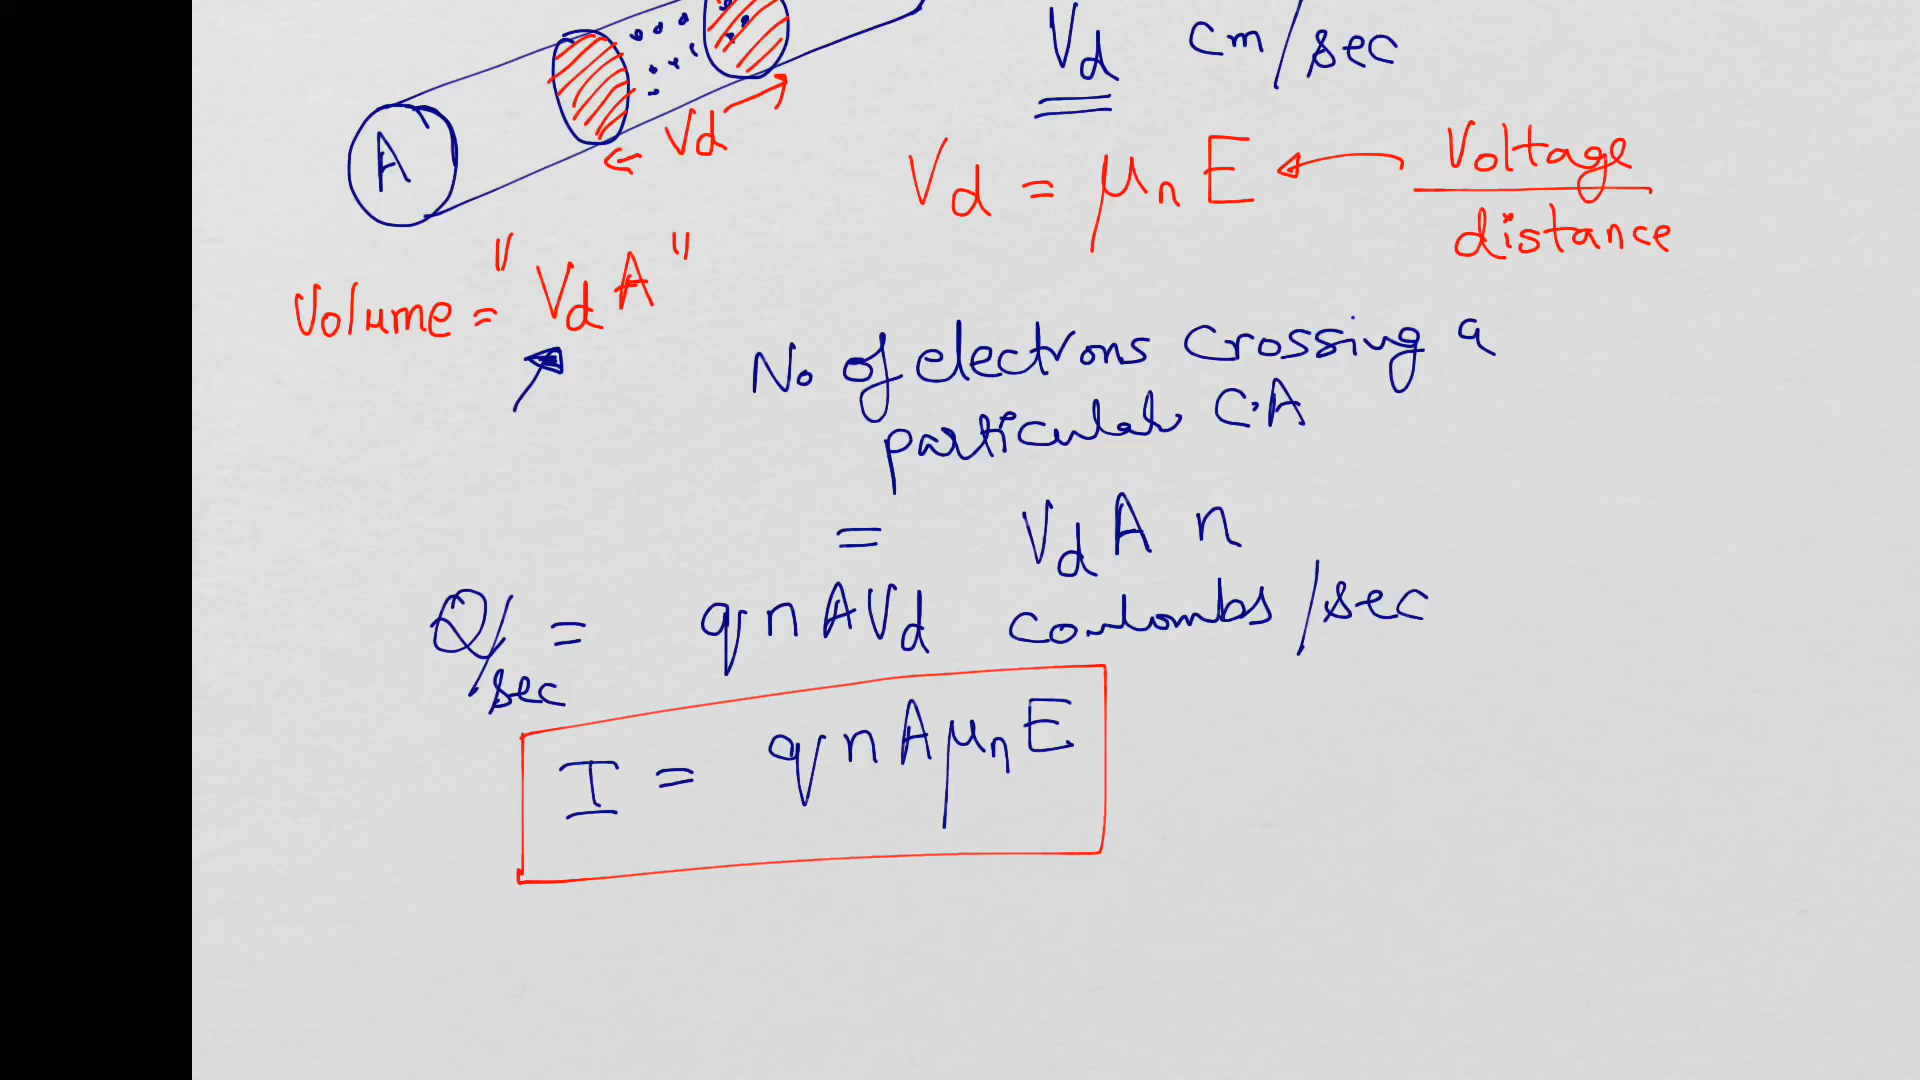 Vd cm/sec
A
Vd
Vd = μn E ← Voltage / distance
Volume = "Vd A"
No of electrons crossing a
particular C.A
= Vd A n
Q/sec = q n A Vd coulombs/sec
I = q n A μn E